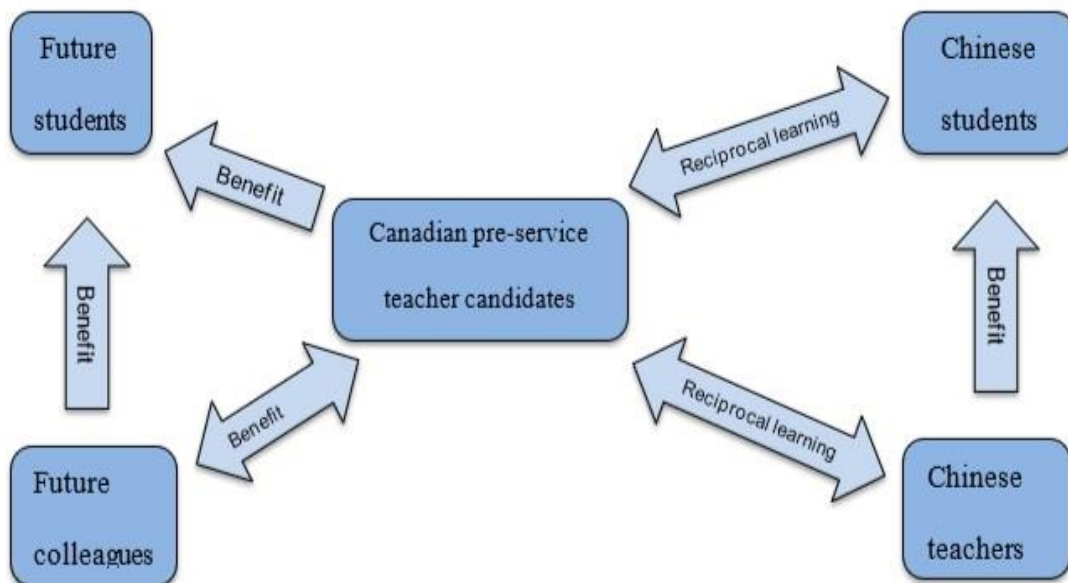 Future
students
Chinese
students
Benefit
Reciprocal learning
Canadian pre-service
teacher candidates
Benefit
Benefit
Benefit
Reciprocal learning
Future
colleagues
Chinese
teachers